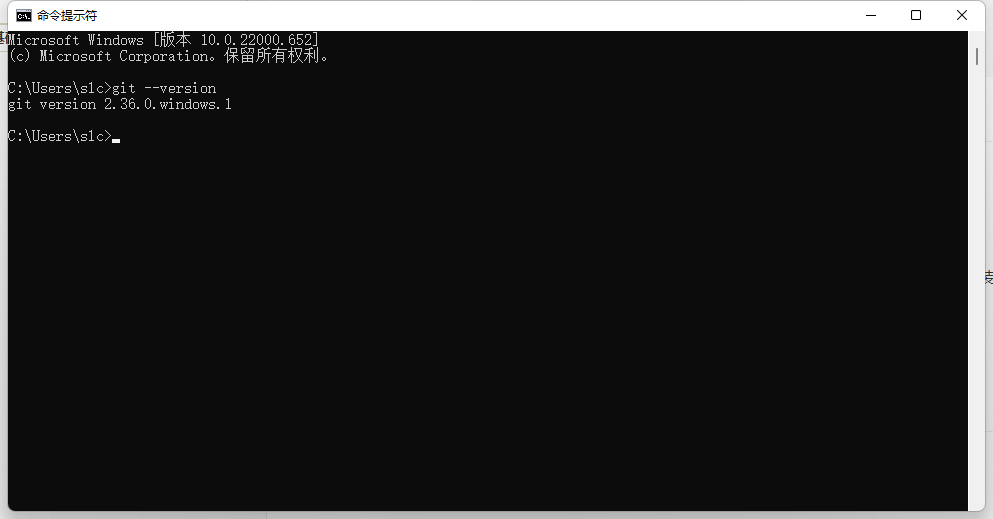 命令提示符
Microsoft Windows [版本 10.0.22000.652]
(c) Microsoft Corporation。保留所有权利。
C:\Users\slc>git --version
git version 2.36.0.windows.1
C:\Users\slc>